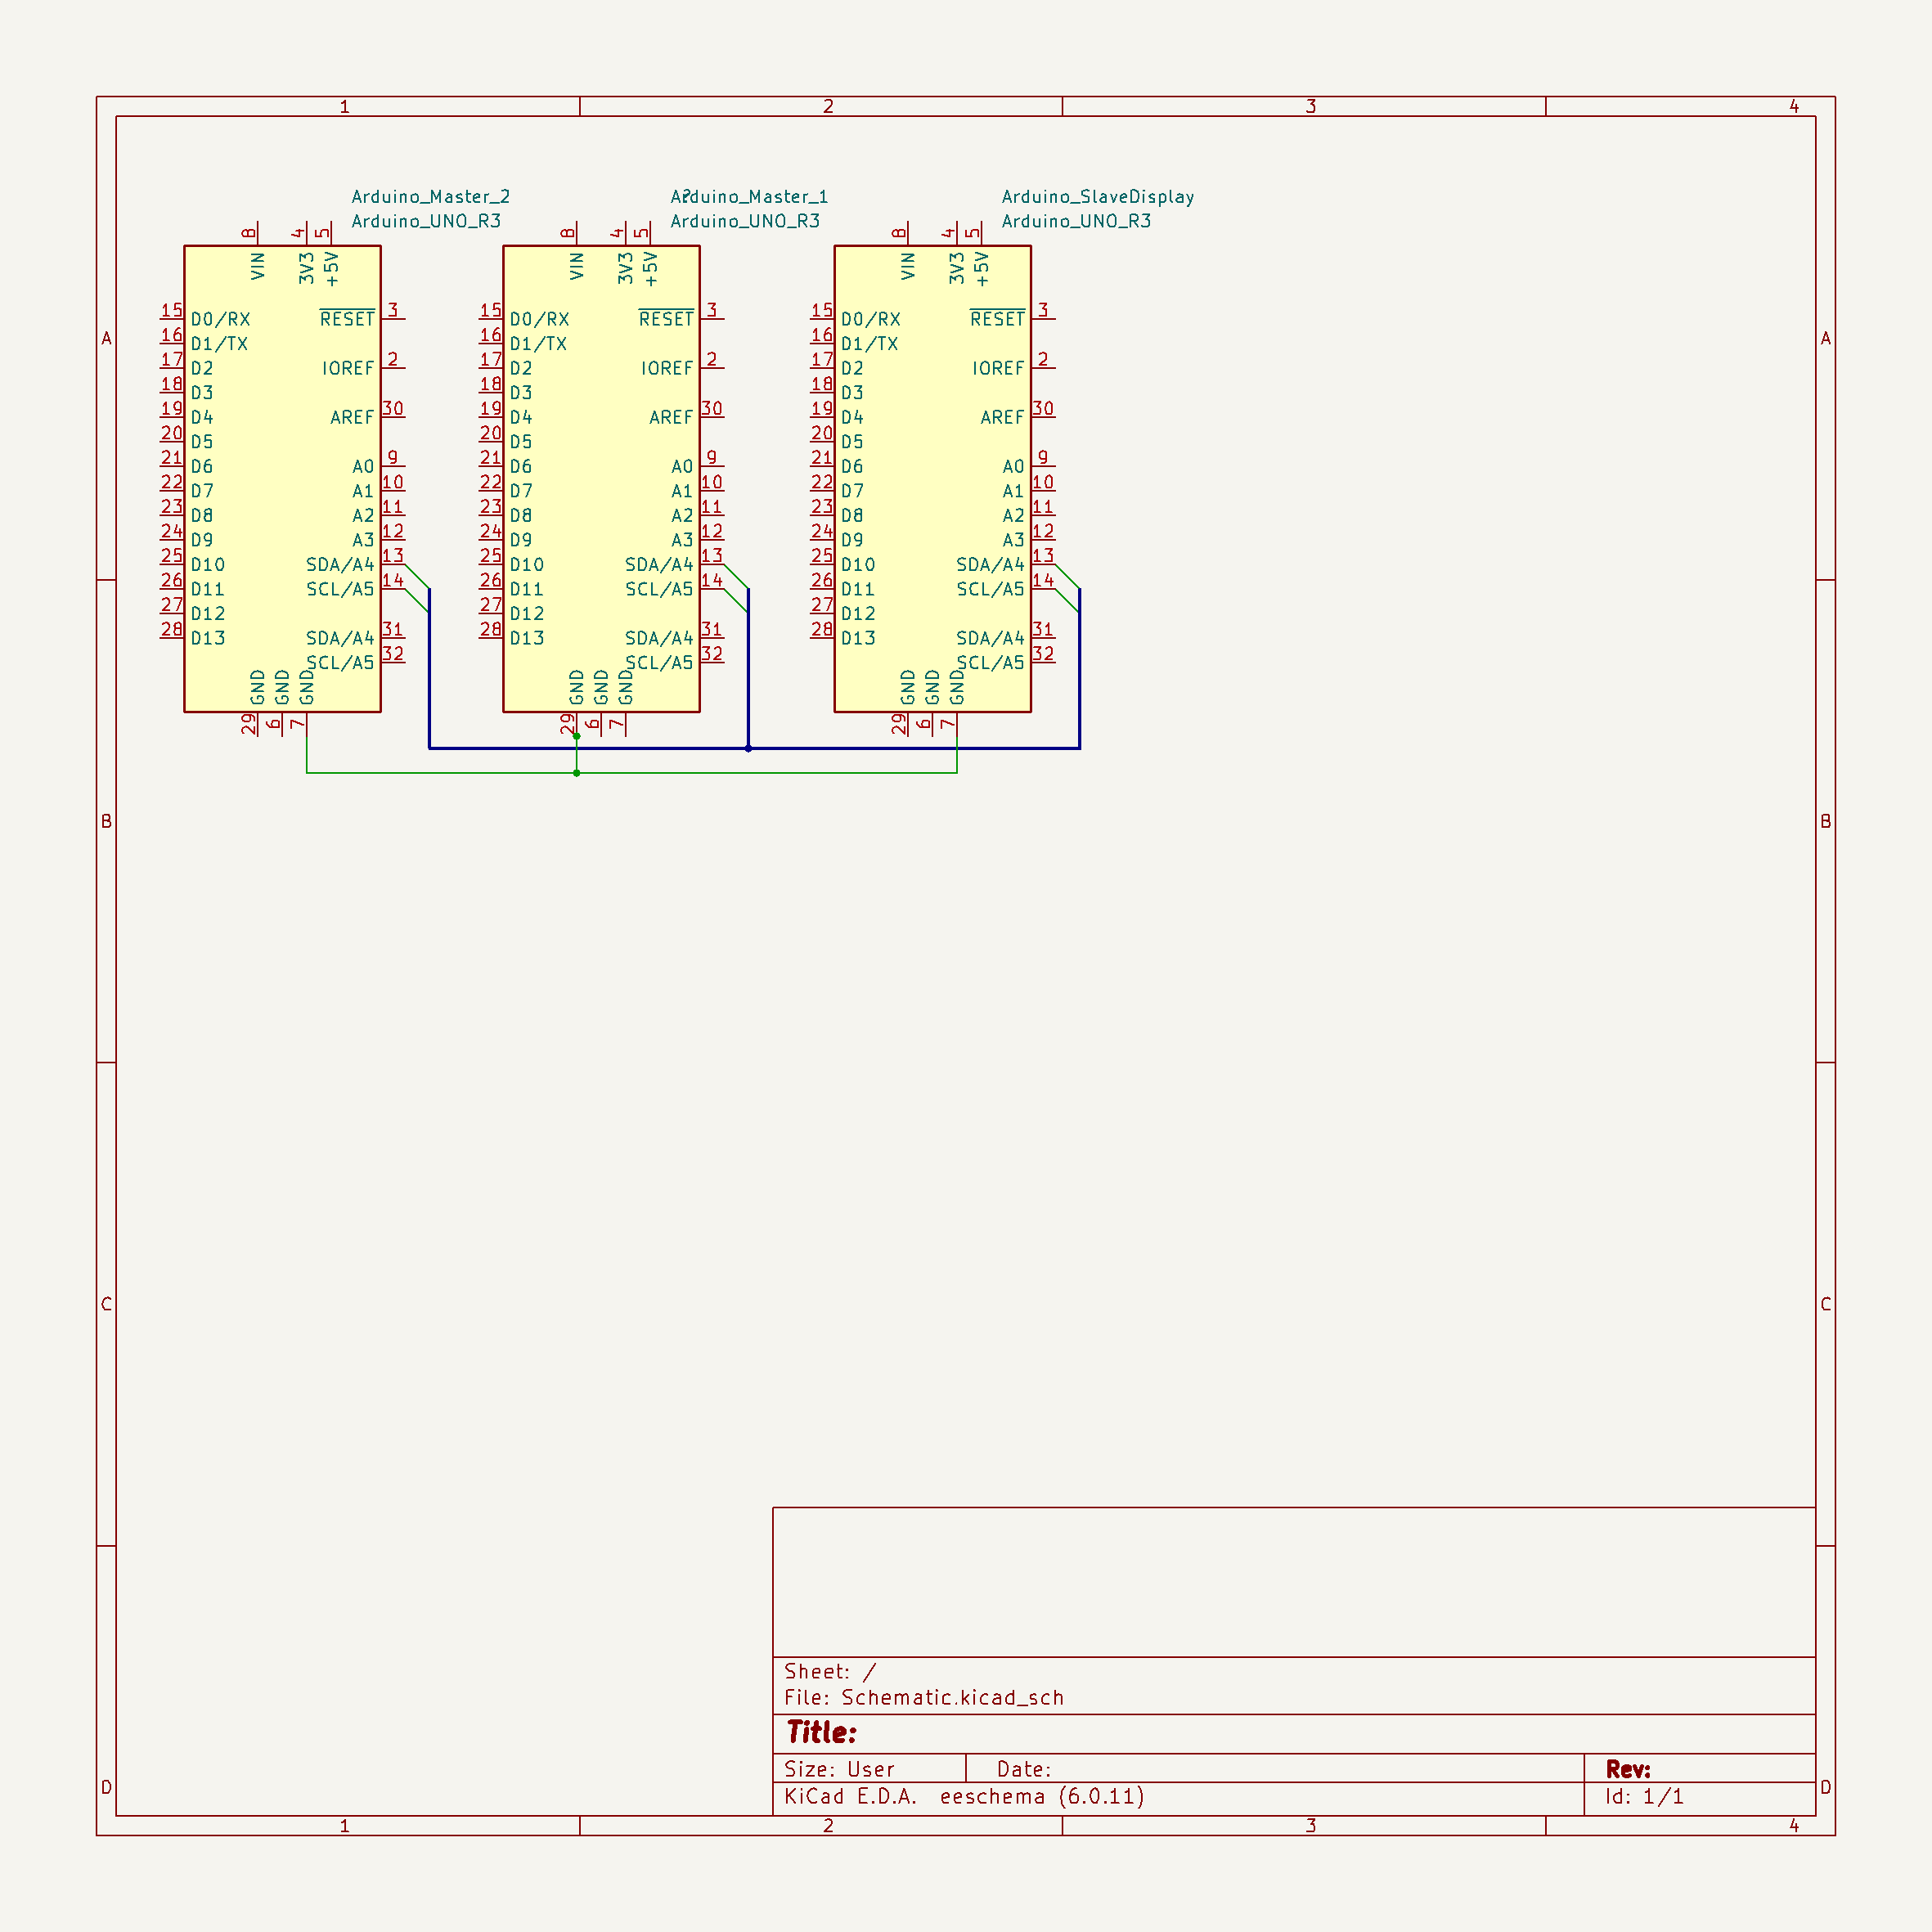 1 2 3 4
Arduino_Master_2
Arduino_UNO_R3
8 4 5
VIN 3V3 +5V
15 D0/RX RESET 3
16 D1/TX
17 D2 IOREF 2
18 D3
19 D4 AREF 30
20 D5
21 D6 A0 9
22 D7 A1 10
23 D8 A2 11
24 D9 A3 12
25 D10 SDA/A4 13
26 D11 SCL/A5 14
27 D12
28 D13 SDA/A4 31
SCL/A5 32
GND GND GND
29 6 7
A?
Arduino_Master_1
Arduino_UNO_R3
8 4 5
VIN 3V3 +5V
15 D0/RX RESET 3
16 D1/TX
17 D2 IOREF 2
18 D3
19 D4 AREF 30
20 D5
21 D6 A0 9
22 D7 A1 10
23 D8 A2 11
24 D9 A3 12
25 D10 SDA/A4 13
26 D11 SCL/A5 14
27 D12
28 D13 SDA/A4 31
SCL/A5 32
GND GND GND
29 6 7
Arduino_SlaveDisplay
Arduino_UNO_R3
8 4 5
VIN 3V3 +5V
15 D0/RX RESET 3
16 D1/TX
17 D2 IOREF 2
18 D3
19 D4 AREF 30
20 D5
21 D6 A0 9
22 D7 A1 10
23 D8 A2 11
24 D9 A3 12
25 D10 SDA/A4 13
26 D11 SCL/A5 14
27 D12
28 D13 SDA/A4 31
SCL/A5 32
GND GND GND
29 6 7
A A
B B
C C
D D
Sheet: /
File: Schematic.kicad_sch
Title:
Size: User Date: Rev:
KiCad E.D.A. eeschema (6.0.11) Id: 1/1
1 2 3 4